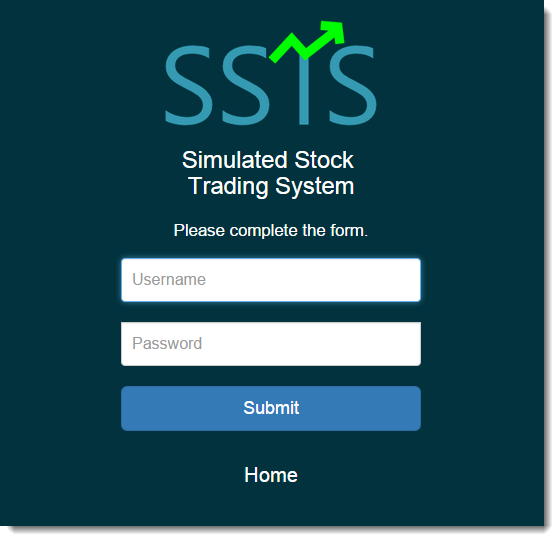 SSTS
Simulated Stock
Trading System
Please complete the form.
Username
Password
Submit
Home